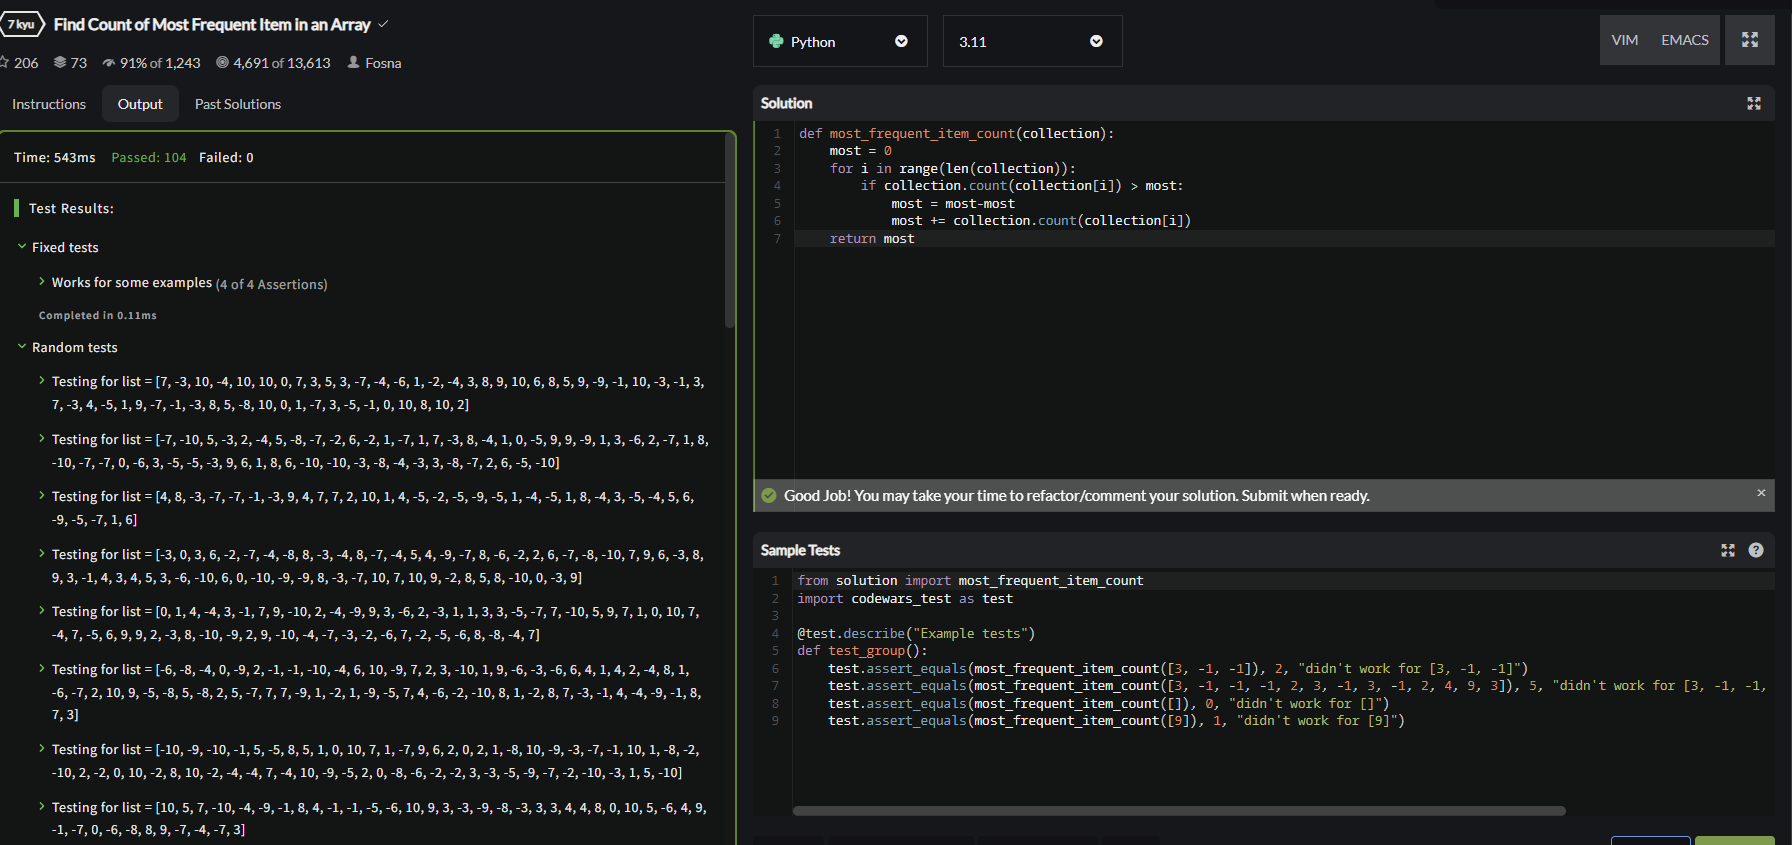 7 kyu Find Count of Most Frequent Item in an Array
206 73 91% of 1,243 4,691 of 13,613 Fosna
Instructions Output Past Solutions
Time: 543ms Passed: 104 Failed: 0
Test Results:
Fixed tests
Works for some examples (4 of 4 Assertions)
Completed in 0.11ms
Random tests
Testing for list = [7, -3, 10, -4, 10, 10, 0, 7, 3, 5, 3, -7, -4, -6, 1, -2, -4, 3, 8, 9, 10, 6, 8, 5, 9, -9, -1, 10, -3, -1, 3,
7, -3, 4, -5, 1, 9, -7, -1, -3, 8, 5, -8, 10, 0, 1, -7, 3, -5, -1, 0, 10, 8, 10, 2]
Testing for list = [-7, -10, 5, -3, 2, -4, 5, -8, -7, -2, 6, -2, 1, -7, 1, 7, -3, 8, -4, 1, 0, -5, 9, 9, -9, 1, 3, -6, 2, -7, 1, 8,
-10, -7, -7, 0, -6, 3, -5, -5, -3, 9, 6, 1, 8, 6, -10, -10, -3, -8, -4, -3, 3, -8, -7, 2, 6, -5, -10]
Testing for list = [4, 8, -3, -7, -7, -1, -3, 9, 4, 7, 7, 2, 10, 1, 4, -5, -2, -5, -9, -5, 1, -4, -5, 1, 8, -4, 3, -5, -4, 5, 6,
-9, -5, -7, 1, 6]
Testing for list = [-3, 0, 3, 6, -2, -7, -4, -8, 8, -3, -4, 8, -7, -4, 5, 4, -9, -7, 8, -6, -2, 2, 6, -7, -8, -10, 7, 9, 6, -3, 8,
9, 3, -1, 4, 3, 4, 5, 3, -6, -10, 6, 0, -10, -9, -9, 8, -3, -7, 10, 7, 10, 9, -2, 8, 5, 8, -10, 0, -3, 9]
Testing for list = [0, 1, 4, -4, 3, -1, 7, 9, -10, 2, -4, -9, 9, 3, -6, 2, -3, 1, 1, 3, 3, -5, -7, 7, -10, 5, 9, 7, 1, 0, 10, 7,
-4, 7, -5, 6, 9, 9, 2, -3, 8, -10, -9, 2, 9, -10, -4, -7, -3, -2, -6, 7, -2, -5, -6, 8, -8, -4, 7]
Testing for list = [-6, -8, -4, 0, -9, 2, -1, -1, -10, -4, 6, 10, -9, 7, 2, 3, -10, 1, 9, -6, -3, -6, 6, 4, 1, 4, 2, -4, 8, 1,
-6, -7, 2, 10, 9, -5, -8, 5, -8, 2, 5, -7, 7, 7, -9, 1, -2, 1, -9, -5, 7, 4, -6, -2, -10, 8, 1, -2, 8, 7, -3, -1, 4, -4, -9, -1, 8,
7, 3]
Testing for list = [-10, -9, -10, -1, 5, -5, 8, 5, 1, 0, 10, 7, 1, -7, 9, 6, 2, 0, 2, 1, -8, 10, -9, -3, -7, -1, 10, 1, -8, -2,
-10, 2, -2, 0, 10, -2, 8, 10, -2, -4, -4, 7, -4, 10, -9, -5, 2, 0, -8, -6, -2, -2, 3, -3, -5, -9, -7, -2, -10, -3, 1, 5, -10]
Testing for list = [10, 5, 7, -10, -4, -9, -1, 8, 4, -1, -1, -5, -6, 10, 9, 3, -3, -9, -8, -3, 3, 3, 4, 4, 8, 0, 10, 5, -6, 4, 9,
-1, -7, 0, -6, -8, 8, 9, -7, -4, -7, 3]
Python 3.11 VIM EMACS
Solution
1 def most_frequent_item_count(collection):
2 most = 0
3 for i in range(len(collection)):
4 if collection.count(collection[i]) > most:
5 most = most-most
6 most += collection.count(collection[i])
7 return most
Good Job! You may take your time to refactor/comment your solution. Submit when ready.
Sample Tests
1 from solution import most_frequent_item_count
2 import codewars_test as test
3
4 @test.describe("Example tests")
5 def test_group():
6 test.assert_equals(most_frequent_item_count([3, -1, -1]), 2, "didn't work for [3, -1, -1]")
7 test.assert_equals(most_frequent_item_count([3, -1, -1, -1, 2, 3, -1, 3, -1, 2, 4, 9, 3]), 5, "didn't work for [3, -1, -1,
8 test.assert_equals(most_frequent_item_count([]), 0, "didn't work for []")
9 test.assert_equals(most_frequent_item_count([9]), 1, "didn't work for [9]")